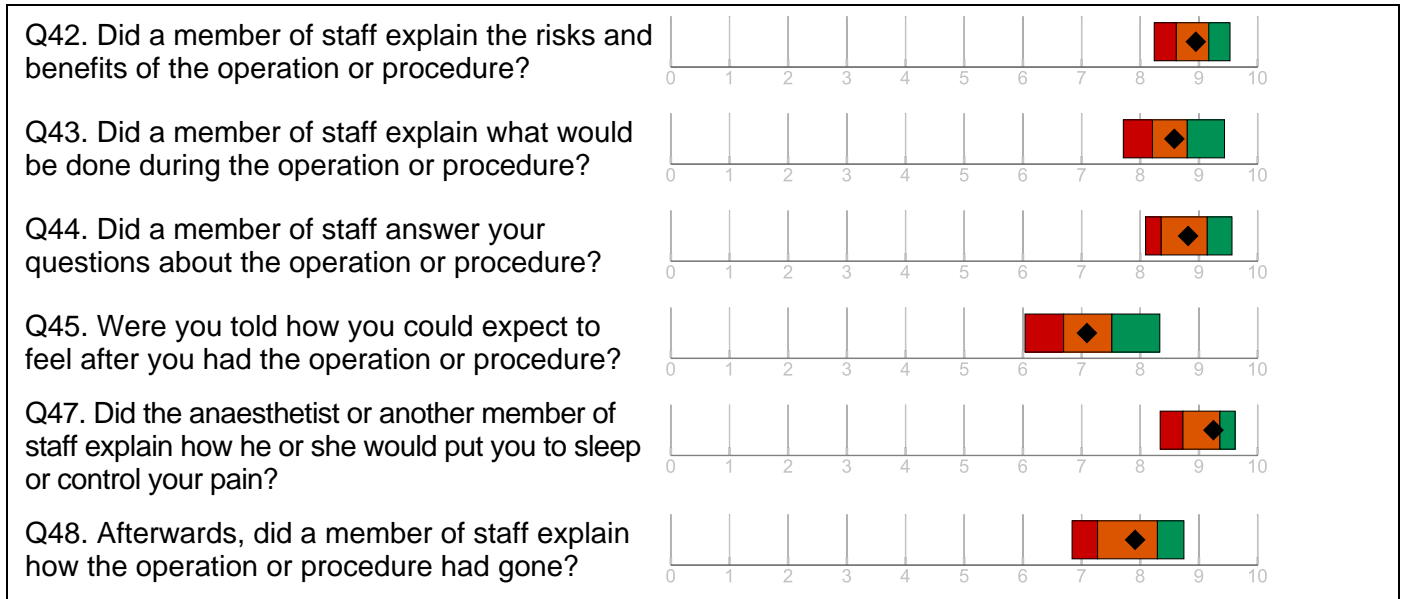 Q42. Did a member of staff explain the risks and
benefits of the operation or procedure?
0 1 2 3 4 5 6 7 8 9 10
Q43. Did a member of staff explain what would
be done during the operation or procedure?
0 1 2 3 4 5 6 7 8 9 10
Q44. Did a member of staff answer your
questions about the operation or procedure?
0 1 2 3 4 5 6 7 8 9 10
Q45. Were you told how you could expect to
feel after you had the operation or procedure?
0 1 2 3 4 5 6 7 8 9 10
Q47. Did the anaesthetist or another member of
staff explain how he or she would put you to sleep
or control your pain?
0 1 2 3 4 5 6 7 8 9 10
Q48. Afterwards, did a member of staff explain
how the operation or procedure had gone?
0 1 2 3 4 5 6 7 8 9 10